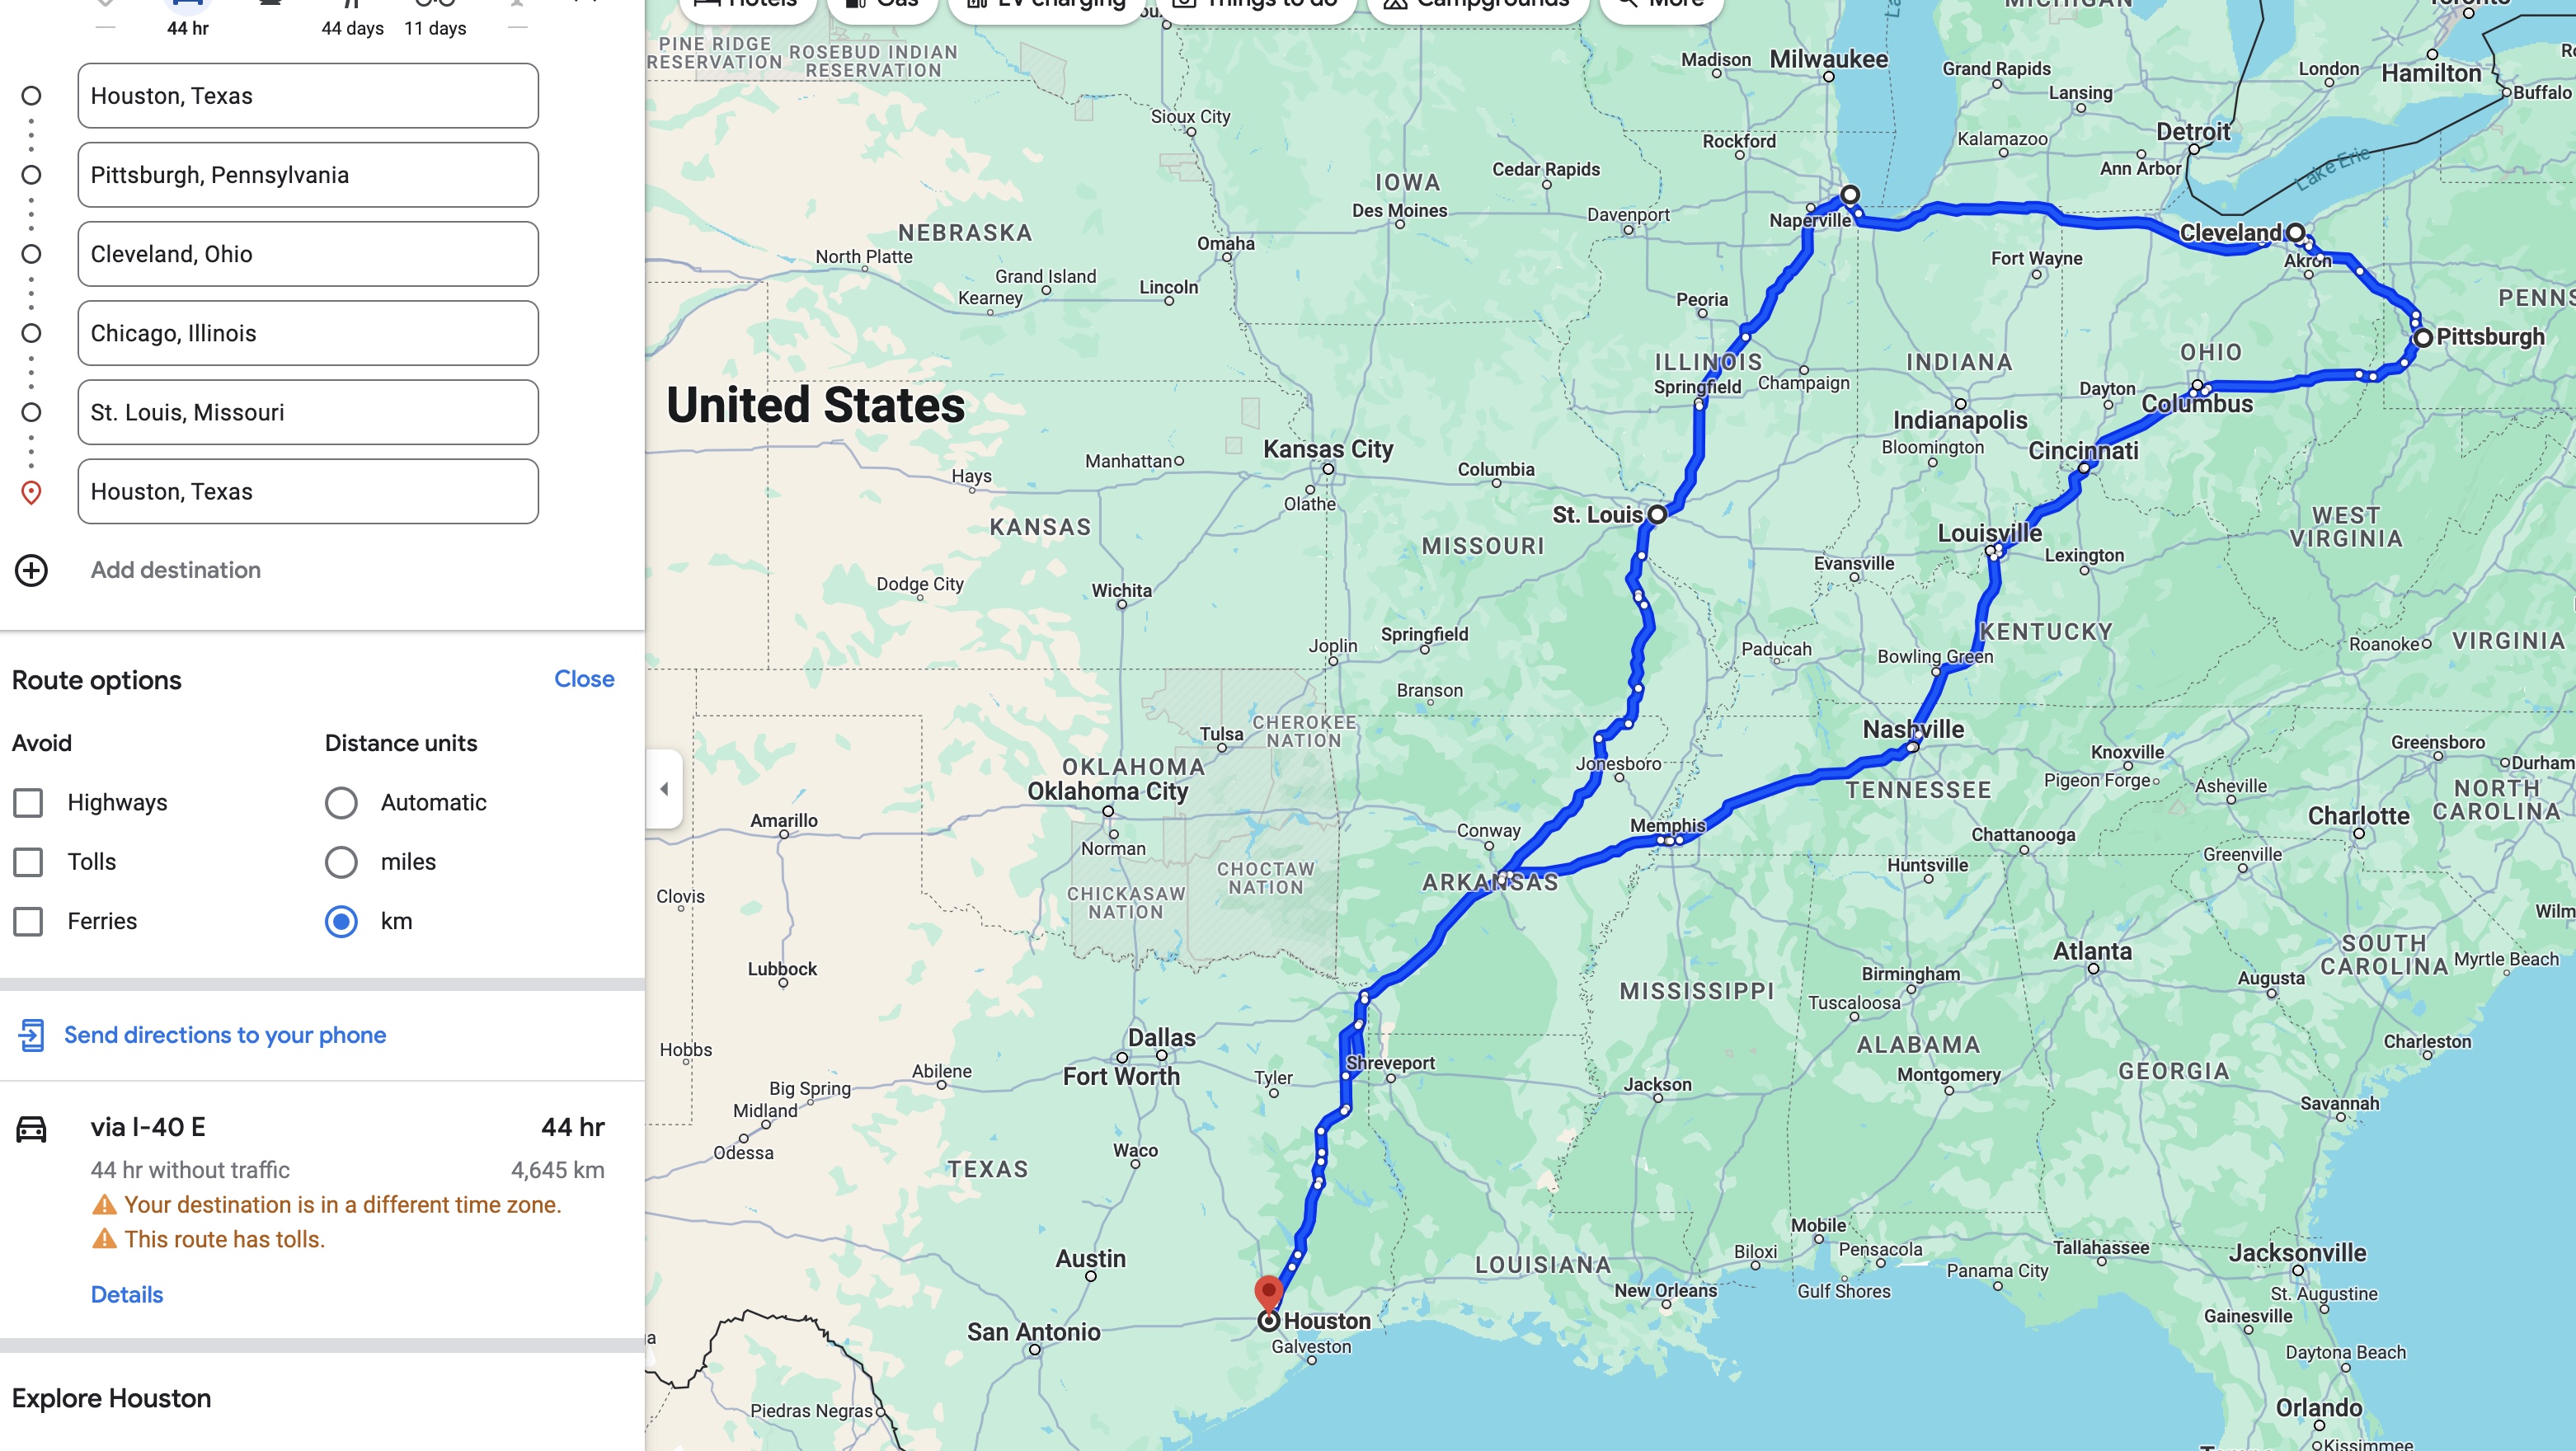 44 hr
44 days
11 days
Houston, Texas
Pittsburgh, Pennsylvania
Cleveland, Ohio
Chicago, Illinois
St. Louis, Missouri
Houston, Texas
Add destination
Route options
Close
Avoid
Distance units
Highways
Automatic
Tolls
miles
Ferries
km
Send directions to your phone
via I-40 E
44 hr
44 hr without traffic
4,645 km
Your destination is in a different time zone.
This route has tolls.
Details
Explore Houston
Hotels
Gas
EV charging
Things to do
Campgrounds
More
MICHIGAN
Toronto
PINE RIDGE
RESERVATION
ROSEBUD INDIAN
RESERVATION
Madison
Milwaukee
Grand Rapids
Lansing
London
Hamilton
Buffalo
Sioux City
Rockford
Kalamazoo
Detroit
Ann Arbor
Lake Erie
IOWA
Des Moines
Cedar Rapids
Davenport
Naperville
Cleveland
Akron
NEBRASKA
North Platte
Grand Island
Kearney
Omaha
Lincoln
Peoria
Fort Wayne
PENNS
Pittsburgh
ILLINOIS
Springfield
Champaign
INDIANA
Indianapolis
Bloomington
OHIO
Dayton
Columbus
Cincinnati
United States
Kansas City
Olathe
Manhattan
Hays
KANSAS
Columbia
St. Louis
MISSOURI
Louisville
Lexington
Evansville
WEST
VIRGINIA
Dodge City
Wichita
Joplin
Springfield
Branson
Paducah
KENTUCKY
Bowling Green
Roanoke
VIRGINIA
Tulsa
CHEROKEE
NATION
OKLAHOMA
Oklahoma City
Norman
Jonesboro
Nashville
TENNESSEE
Knoxville
Pigeon Forge
Asheville
Greensboro
Durham
NORTH
CAROLINA
Charlotte
Amarillo
Clovis
CHICKASAW
NATION
CHOCTAW
NATION
Conway
ARKANSAS
Memphis
Huntsville
Chattanooga
Greenville
Wilm
Lubbock
Hobbs
Atlanta
SOUTH
CAROLINA
Myrtle Beach
Augusta
MISSISSIPPI
Birmingham
Tuscaloosa
Dallas
Fort Worth
Tyler
Shreveport
Jackson
ALABAMA
Montgomery
GEORGIA
Charleston
Savannah
Abilene
Big Spring
Midland
Odessa
Waco
TEXAS
Austin
San Antonio
Houston
Galveston
LOUISIANA
New Orleans
Biloxi
Mobile
Pensacola
Gulf Shores
Panama City
Tallahassee
Jacksonville
St. Augustine
Gainesville
Daytona Beach
Orlando
Kissimmee
Piedras Negras